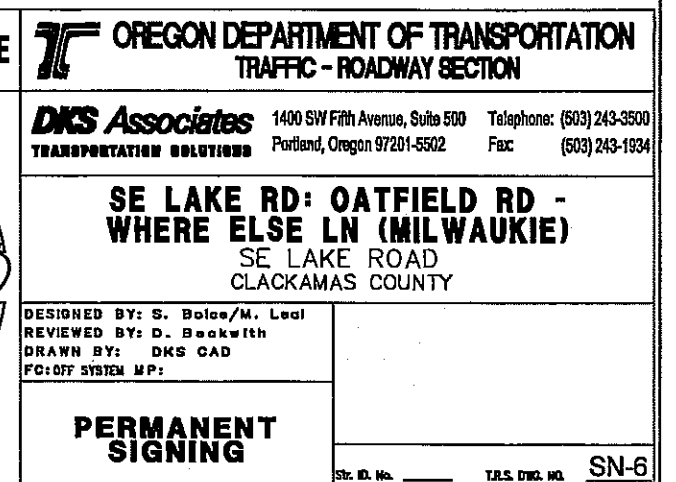 E
OREGON DEPARTMENT OF TRANSPORTATION
TRAFFIC - ROADWAY SECTION
DKS Associates
TRANSPORTATION SOLUTIONS
1400 SW Fifth Avenue, Suite 500
Portland, Oregon 97201-5502
Telephone: (503) 243-3500
Fax: (503) 243-1934
SE LAKE RD: OATFIELD RD -
WHERE ELSE LN (MILWAUKIE)
SE LAKE ROAD
CLACKAMAS COUNTY
DESIGNED BY: S. Boice/M. Leal
REVIEWED BY: D. Beckwith
DRAWN BY: DKS CAD
FC:OFF SYSTEM MP:
PERMANENT
SIGNING
Str. ID. No.
T.R.S. DWG. NO. SN-6